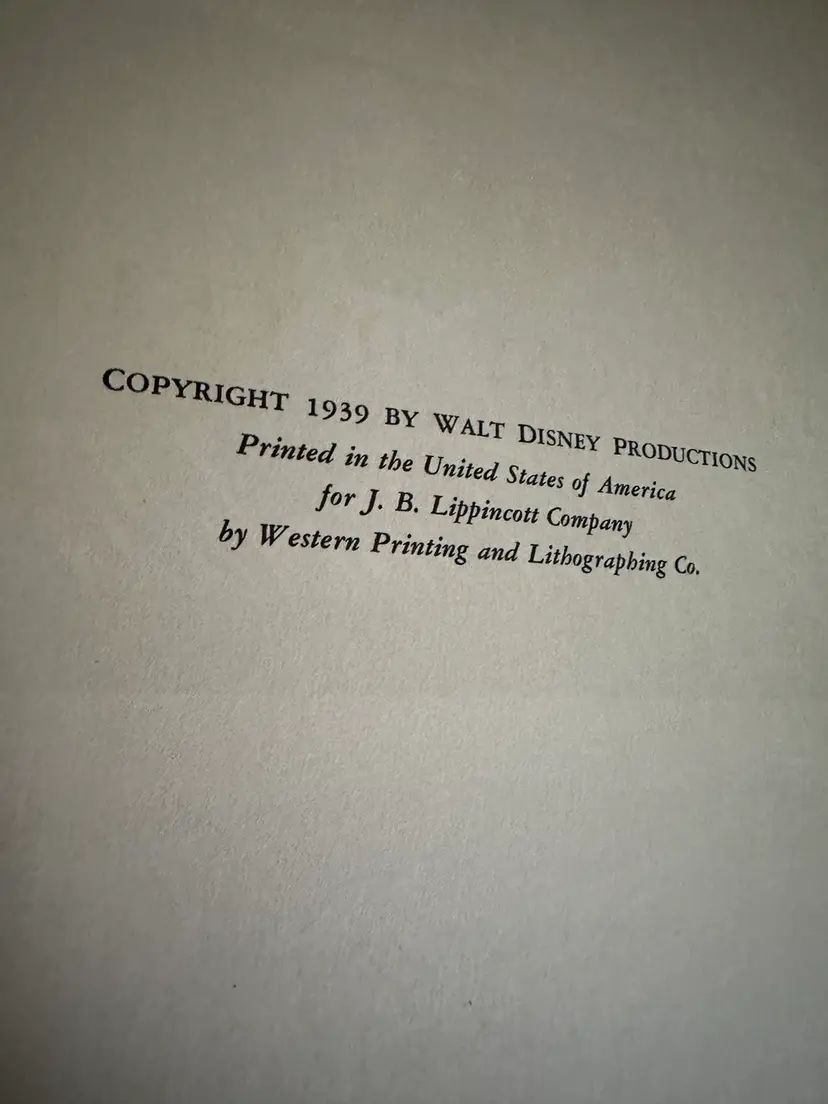 COPYRIGHT 1939 BY WALT DISNEY PRODUCTIONS
Printed in the United States of America
for J. B. Lippincott Company
by Western Printing and Lithographing Co.